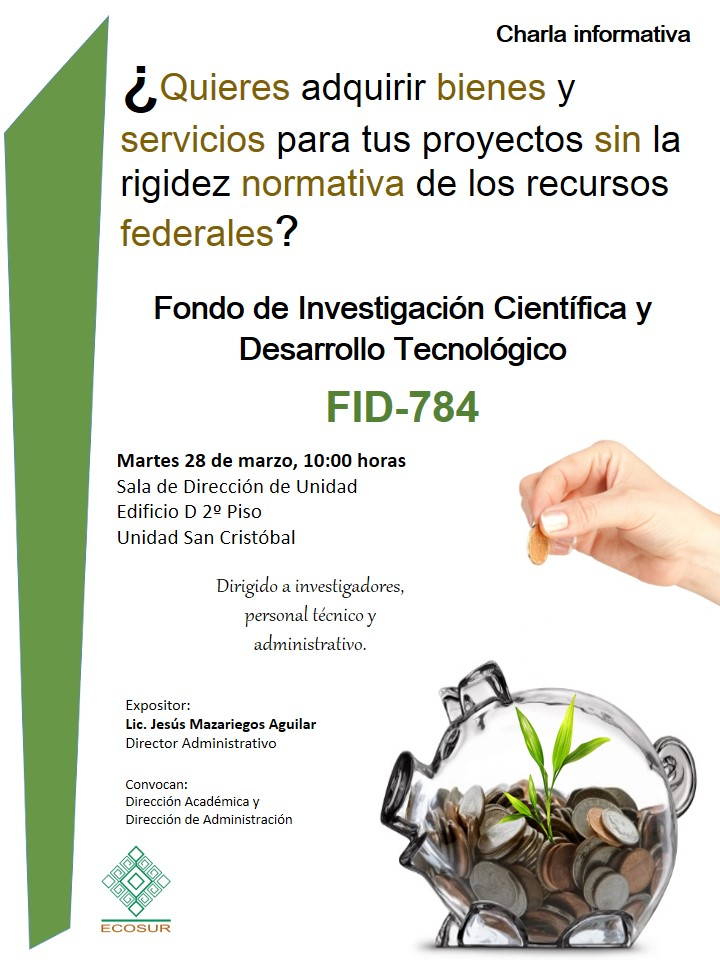 Charla informativa
¿Quieres adquirir bienes y
servicios para tus proyectos sin la
rigidez normativa de los recursos
federales?
Fondo de Investigación Científica y
Desarrollo Tecnológico
FID-784
Martes 28 de marzo, 10:00 horas
Sala de Dirección de Unidad
Edificio D 2º Piso
Unidad San Cristóbal
Dirigido a investigadores,
personal técnico y
administrativo.
Expositor:
Lic. Jesús Mazariegos Aguilar
Director Administrativo
Convocan:
Dirección Académica y
Dirección de Administración
ECOSUR